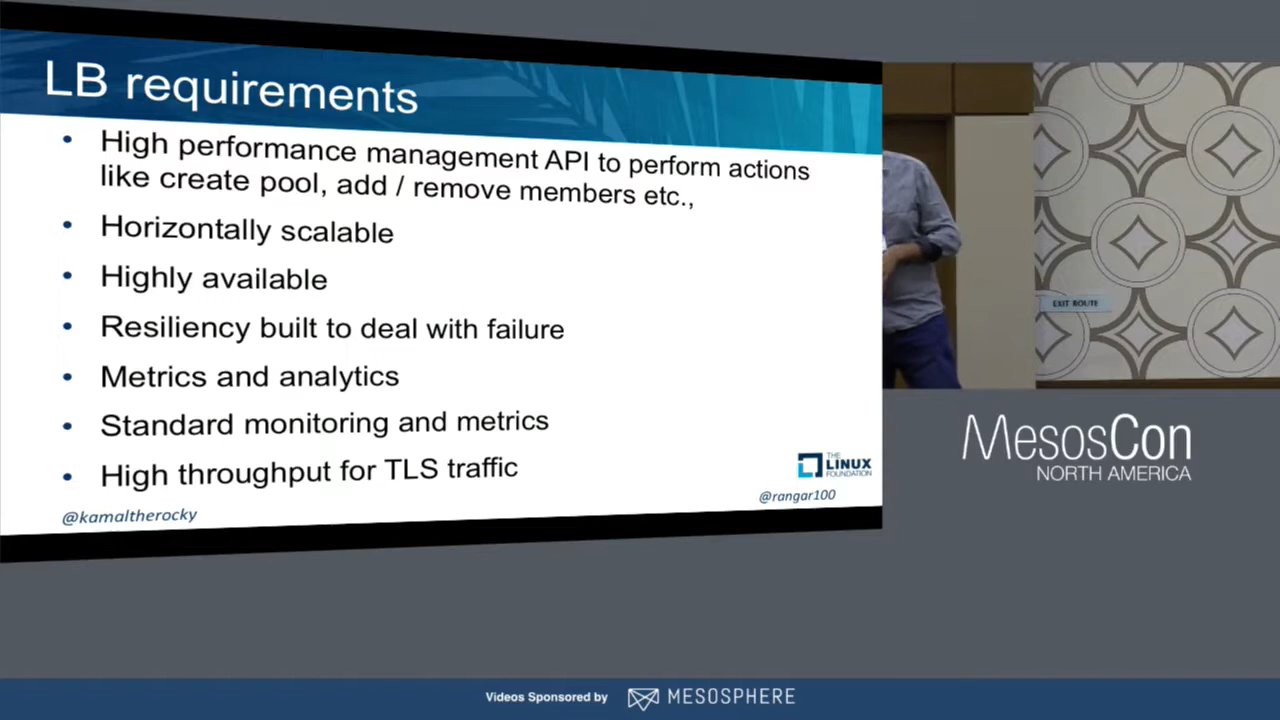 LB requirements
• High performance management API to perform actions
like create pool, add / remove members etc.,
• Horizontally scalable
• Highly available
• Resiliency built to deal with failure
• Metrics and analytics
• Standard monitoring and metrics
• High throughput for TLS traffic
THE
LINUX
FOUNDATION
@kamaltherocky
@rangar100
EXIT ROUTE
MesosCon
NORTH AMERICA
Videos Sponsored by MESOSPHERE